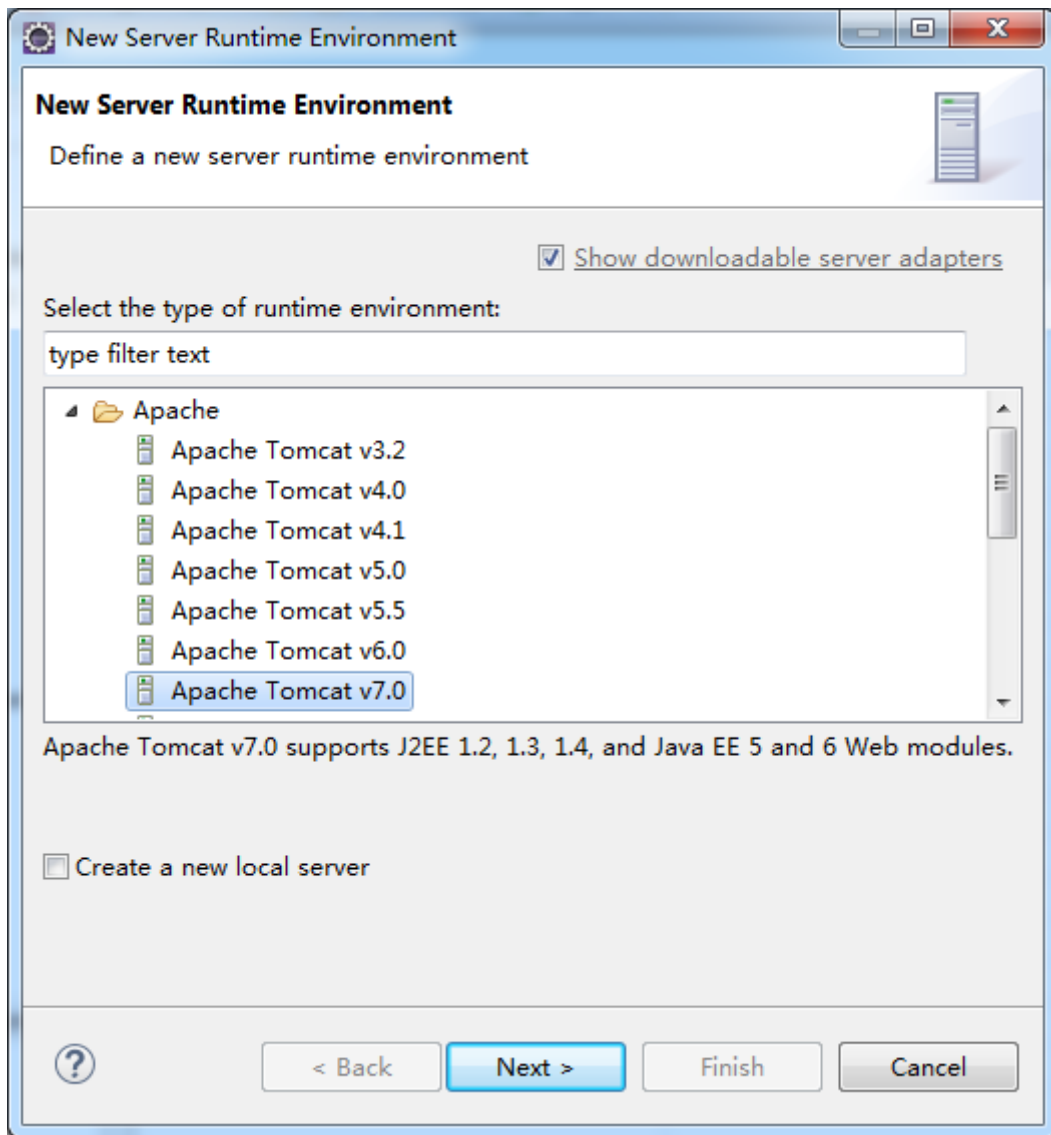 New Server Runtime Environment
New Server Runtime Environment
Define a new server runtime environment
Show downloadable server adapters
Select the type of runtime environment:
type filter text
Apache
Apache Tomcat v3.2
Apache Tomcat v4.0
Apache Tomcat v4.1
Apache Tomcat v5.0
Apache Tomcat v5.5
Apache Tomcat v6.0
Apache Tomcat v7.0
Apache Tomcat v7.0 supports J2EE 1.2, 1.3, 1.4, and Java EE 5 and 6 Web modules.
Create a new local server
? < Back Next > Finish Cancel